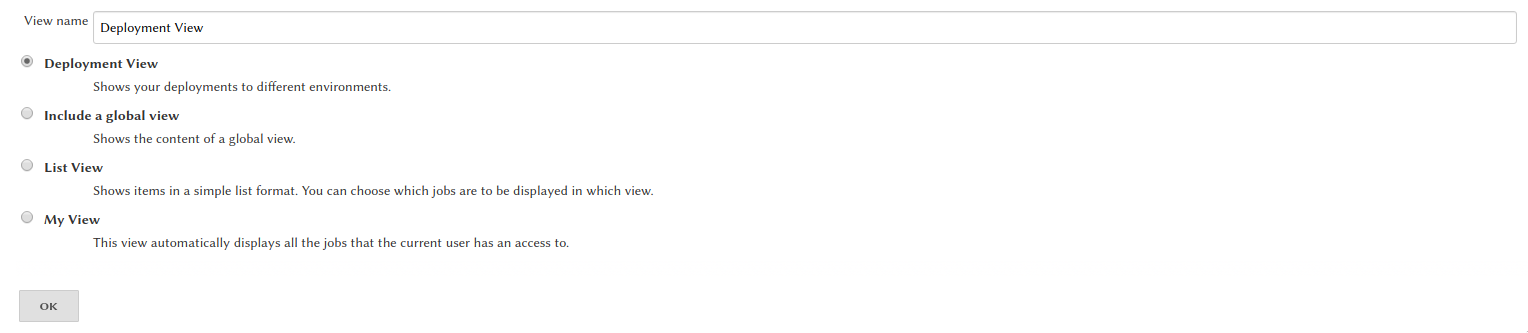 View name Deployment View
Deployment View
Shows your deployments to different environments.
Include a global view
Shows the content of a global view.
List View
Shows items in a simple list format. You can choose which jobs are to be displayed in which view.
My View
This view automatically displays all the jobs that the current user has an access to.
OK